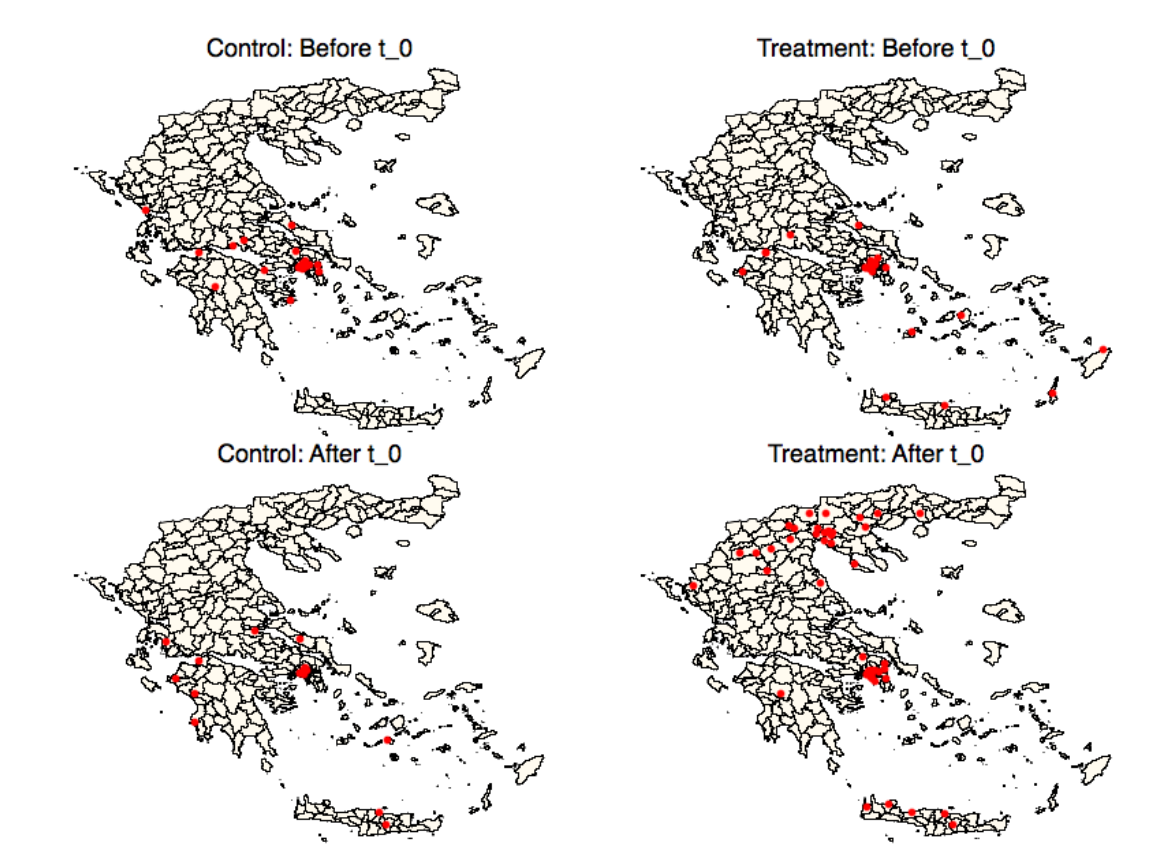 Control: Before t_0
Treatment: Before t_0
Control: After t_0
Treatment: After t_0